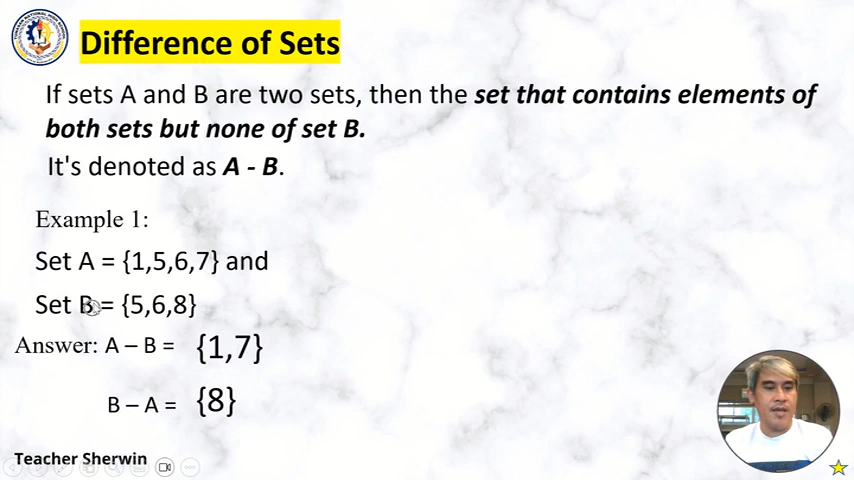 Difference of Sets
If sets A and B are two sets, then the set that contains elements of
both sets but none of set B.
It's denoted as A - B.
Example 1:
Set A = {1,5,6,7} and
Set B = {5,6,8}
Answer: A – B = {1,7}
B – A = {8}
Teacher Sherwin